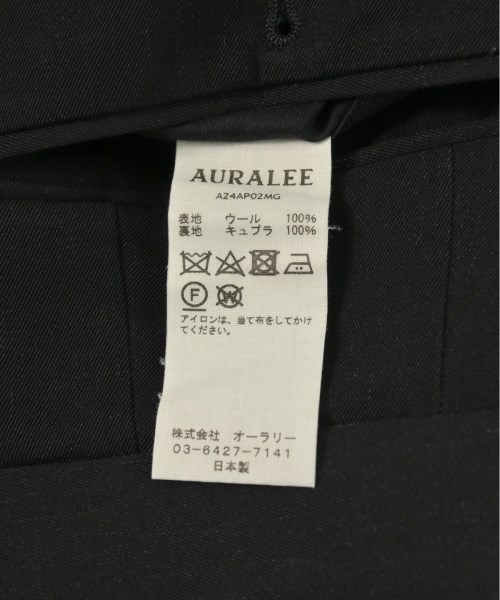 AURALEE
A24AP02MG
表地 ウール 100%
裏地 キュプラ 100%
F W
アイロンは、当て布をしてかけ
てください。
株式会社 オーラリー
03-6427-7141
日本製